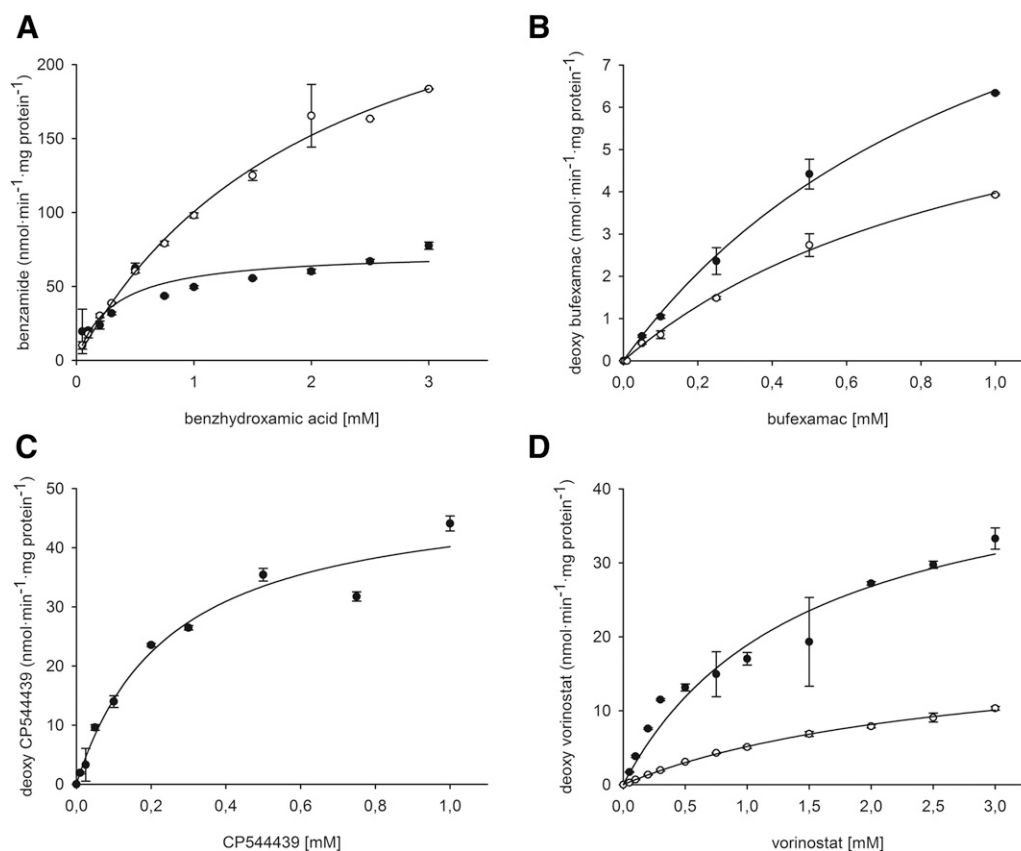 A
200
150
100
50
0
benzamide (nmol·min⁻¹·mg protein⁻¹)
0 1 2 3
benzhydroxamic acid [mM]
B
7
6
5
4
3
2
1
0
deoxy bufexamac (nmol·min⁻¹·mg protein⁻¹)
0,0 0,2 0,4 0,6 0,8 1,0
bufexamac [mM]
C
50
40
30
20
10
0
deoxy CP544439 (nmol·min⁻¹·mg protein⁻¹)
0,0 0,2 0,4 0,6 0,8 1,0
CP544439 [mM]
D
40
30
20
10
0
deoxy vorinostat (nmol·min⁻¹·mg protein⁻¹)
0,0 0,5 1,0 1,5 2,0 2,5 3,0
vorinostat [mM]